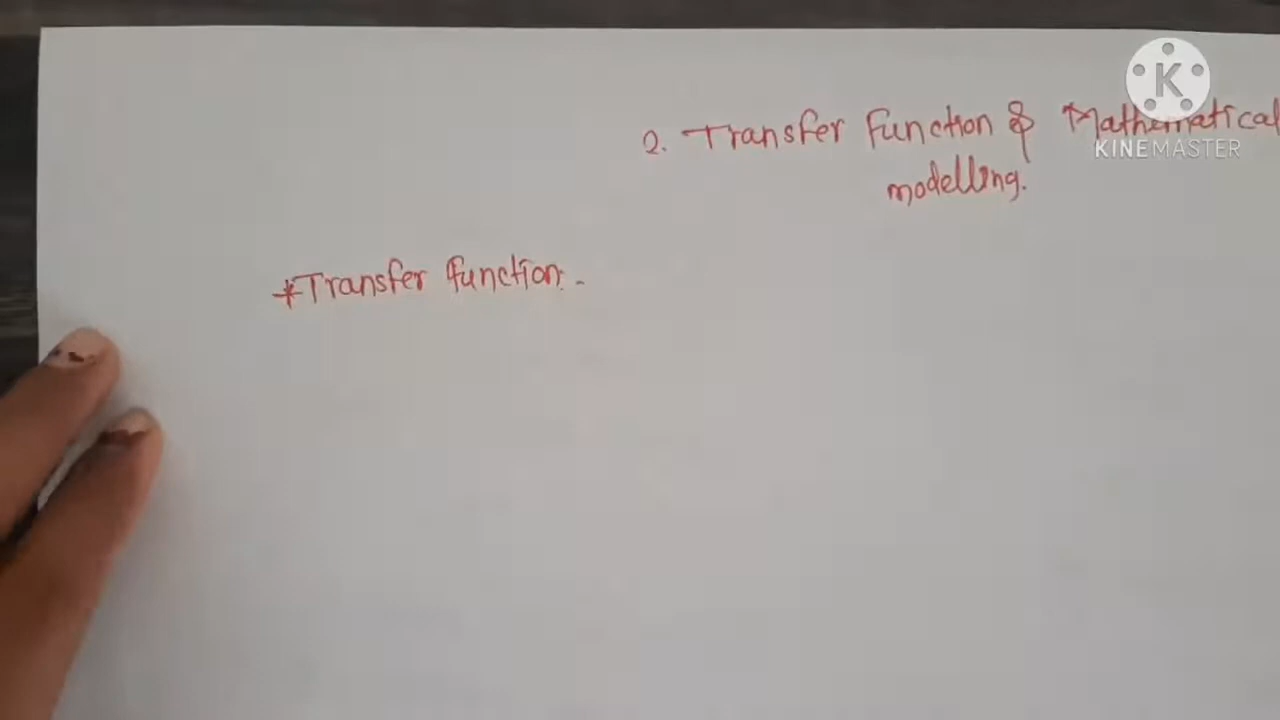 2. Transfer Function & Mathematical
modelling.
*Transfer function:-
K
KINEMASTER